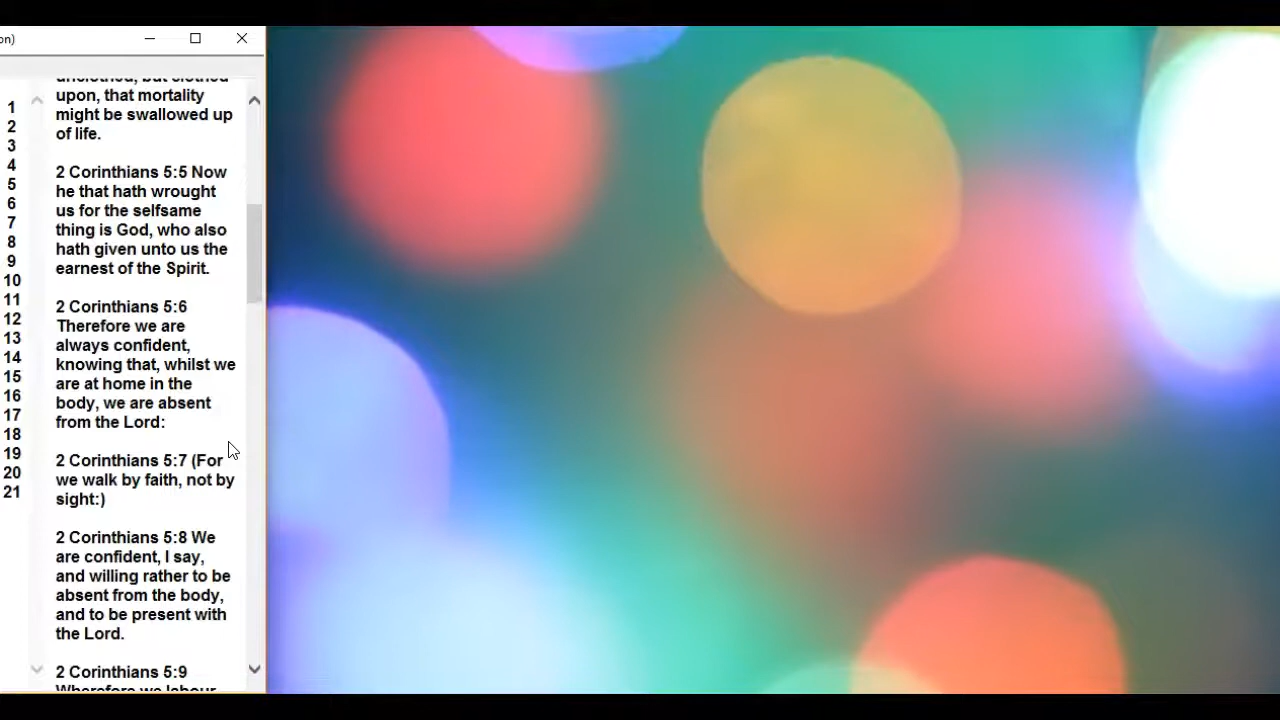 on)
unclothed, but clothed
upon, that mortality
might be swallowed up
of life.
2 Corinthians 5:5 Now
he that hath wrought
us for the selfsame
thing is God, who also
hath given unto us the
earnest of the Spirit.
2 Corinthians 5:6
Therefore we are
always confident,
knowing that, whilst we
are at home in the
body, we are absent
from the Lord:
2 Corinthians 5:7 (For
we walk by faith, not by
sight:)
2 Corinthians 5:8 We
are confident, I say,
and willing rather to be
absent from the body,
and to be present with
the Lord.
2 Corinthians 5:9
Wherefore we labour
1
2
3
4
5
6
7
8
9
10
11
12
13
14
15
16
17
18
19
20
21